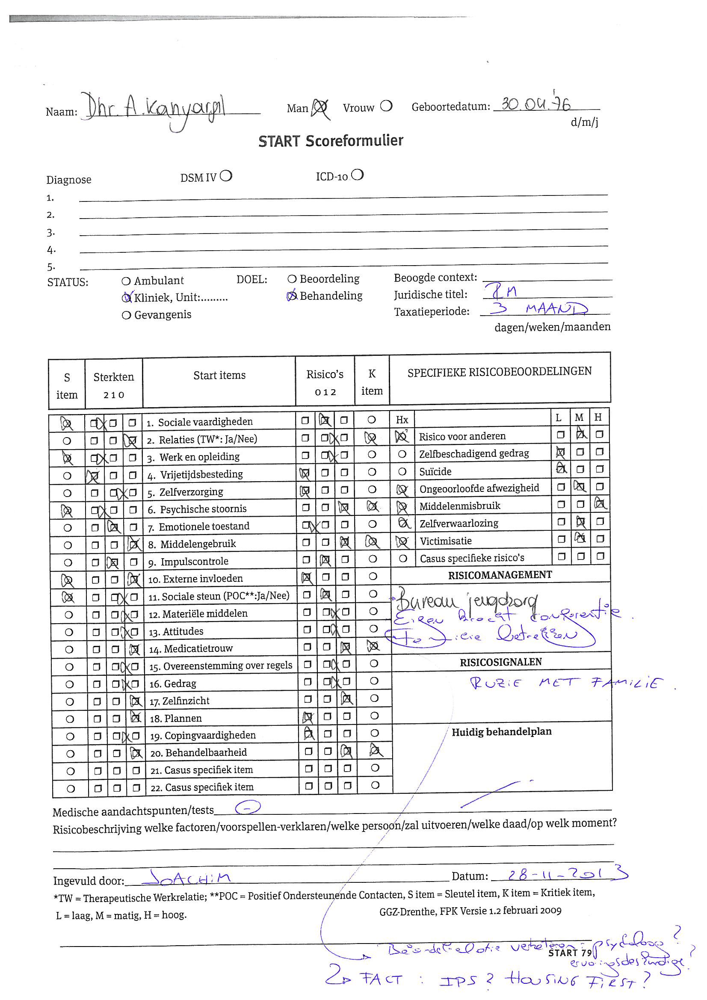 Naam: Dhr. A. Kanyargil Man Vrouw Geboortedatum: 30.04.'76
d/m/j
START Scoreformulier
Diagnose DSM IV ICD-10
1.
2.
3.
4.
5.
STATUS: Ambulant DOEL: Beoordeling Beoogde context:
Kliniek, Unit:......... Behandeling Juridische titel: RM
Gevangenis Taxatieperiode: 3 MAAND
dagen/weken/maanden
S item Sterkten 2 1 0 Start items Risico's 0 1 2 K item SPECIFIEKE RISICOBEOORDELINGEN
1. Sociale vaardigheden Hx L M H
2. Relaties (TW*: Ja/Nee) Risico voor anderen
3. Werk en opleiding Zelfbeschadigend gedrag
4. Vrijetijdsbesteding Suïcide
5. Zelfverzorging Ongeoorloofde afwezigheid
6. Psychische stoornis Middelenmisbruik
7. Emotionele toestand Zelfverwaarlozing
8. Middelengebruik Victimisatie
9. Impulscontrole Casus specifieke risico's
10. Externe invloeden RISICOMANAGEMENT
11. Sociale steun (POC**:Ja/Nee) Bureau jeugdzorg
12. Materiële middelen Eigen kracht conferentie.
13. Attitudes Familie betrekken
14. Medicatietrouw
15. Overeenstemming over regels RISICOSIGNALEN
16. Gedrag RUZIE MET FAMILIE.
17. Zelfinzicht
18. Plannen
19. Copingvaardigheden Huidig behandelplan
20. Behandelbaarheid
21. Casus specifiek item
22. Casus specifiek item
Medische aandachtspunten/tests -
Risicobeschrijving welke factoren/voorspellen-verklaren/welke persoon/zal uitvoeren/welke daad/op welk moment?
Ingevuld door: JOACHIM Datum: 28-11-2013
*TW = Therapeutische Werkrelatie; **POC = Positief Ondersteunende Contacten, S item = Sleutel item, K item = Kritiek item,
L = laag, M = matig, H = hoog. GGZ-Drenthe, FPK Versie 1.2 februari 2009
verbeteren: psycholoog?
START 79
ervaringsdeskundige?
FACT : IPS? HOUSING FIRST?